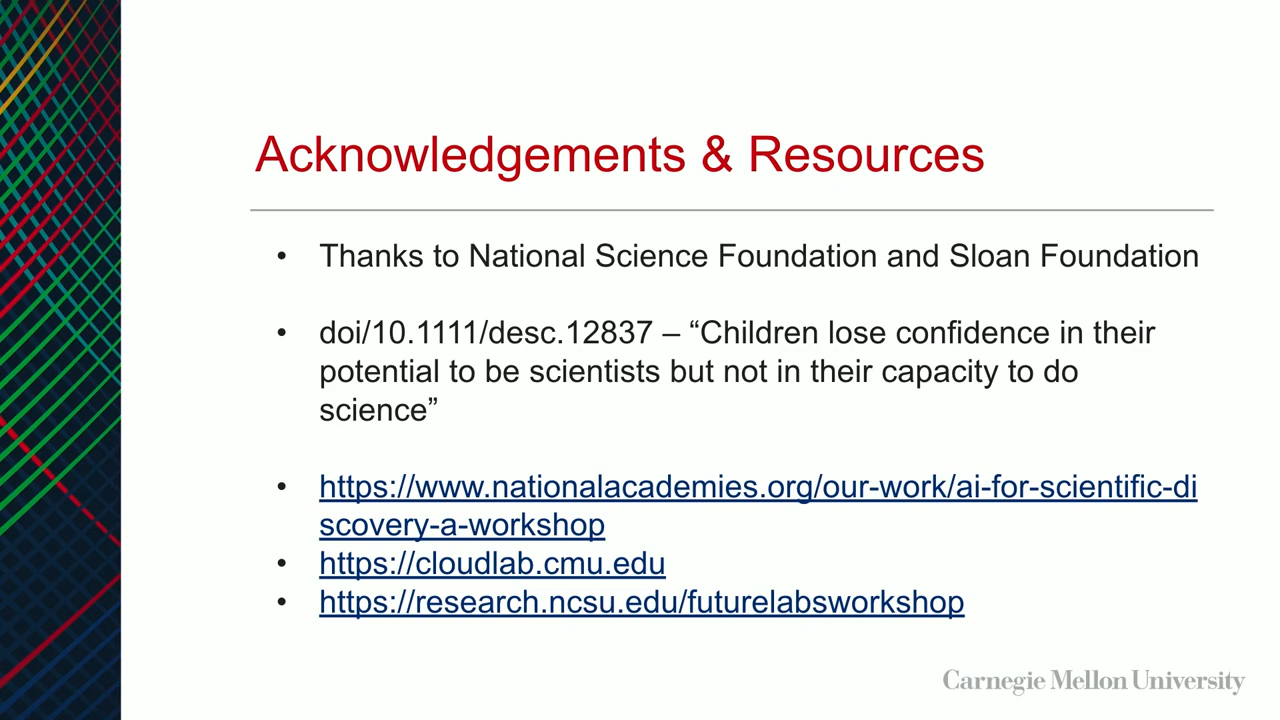 Acknowledgements & Resources
• Thanks to National Science Foundation and Sloan Foundation
• doi/10.1111/desc.12837 – “Children lose confidence in their
potential to be scientists but not in their capacity to do
science”
• https://www.nationalacademies.org/our-work/ai-for-scientific-di
scovery-a-workshop
• https://cloudlab.cmu.edu
• https://research.ncsu.edu/futurelabsworkshop
Carnegie Mellon University